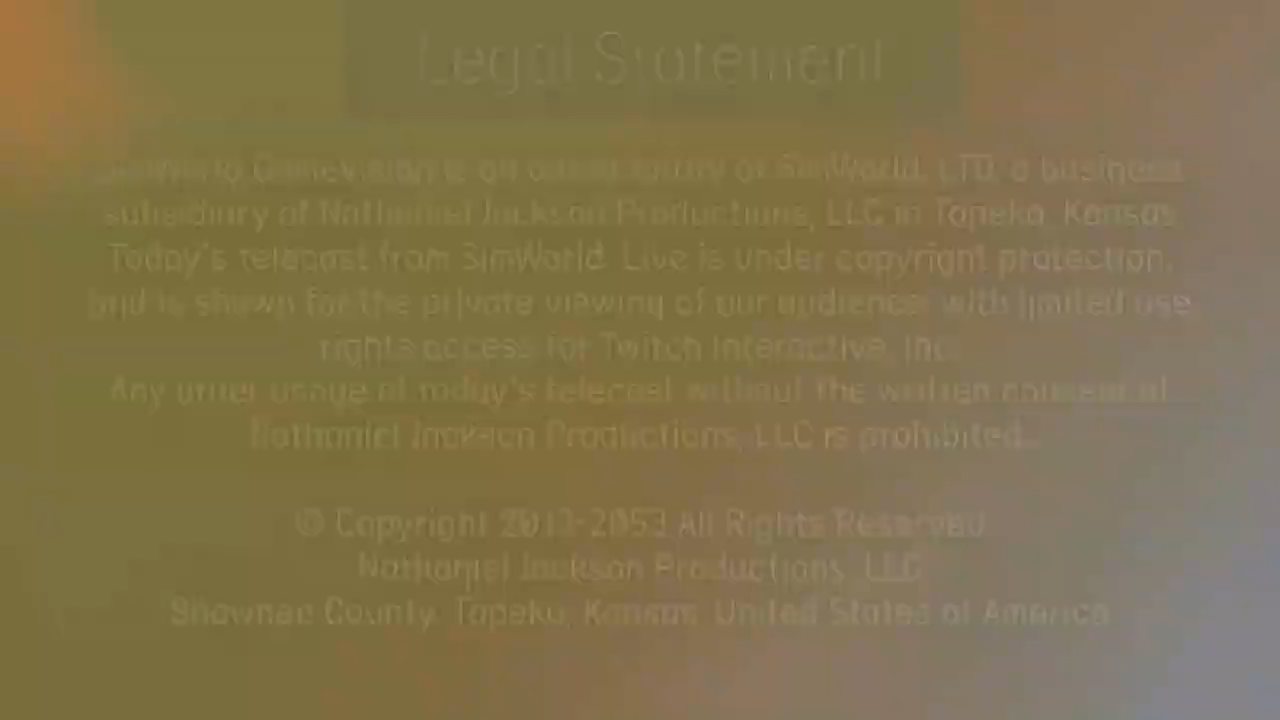 Legal Statement
SimWorld Omnevision is an entity of SimWorld, LTD. a business
subsidiary of Nathaniel Jackson Productions, LLC in Topeka, Kansas
Today's telecast from SimWorld Live is under copyright protection,
and is shown for the private viewing of our audience, with limited use
rights access for Twitch Interactive, Inc.
Any other usage of today's telecast without the written consent of
Nathaniel Jackson Productions, LLC is prohibited.
© Copyright 2013-2053 All Rights Reserved
Nathaniel Jackson Productions, LLC
Shawnee County, Topeka, Kansas, United States of America